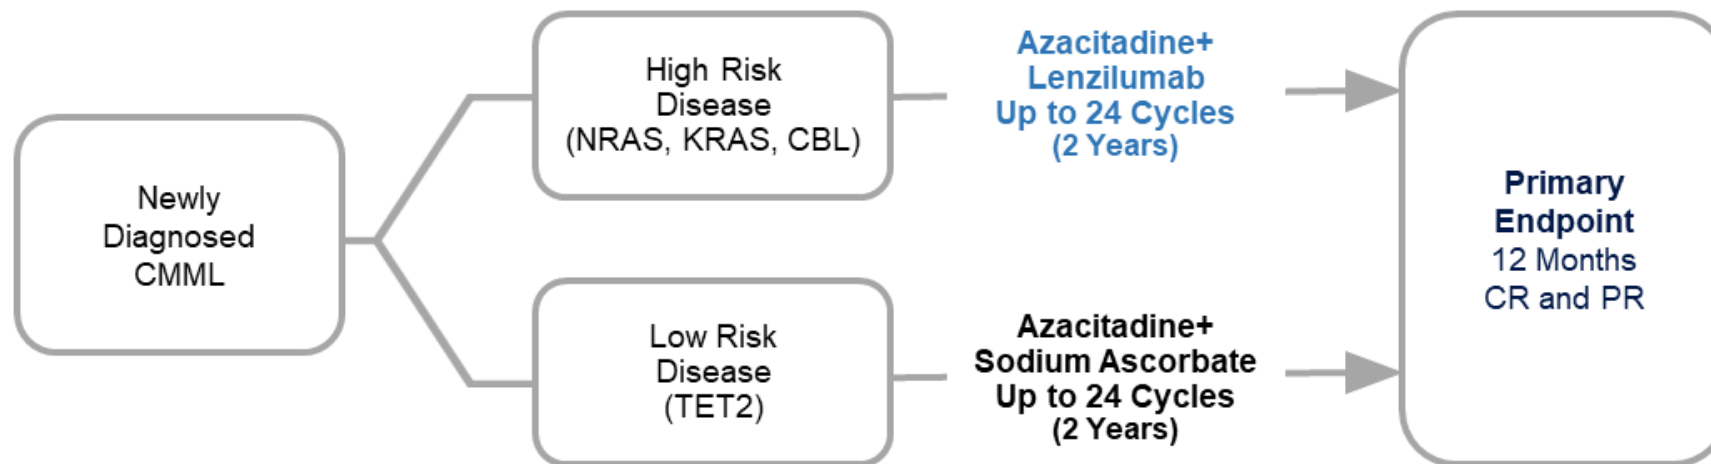 Newly
Diagnosed
CMML
High Risk
Disease
(NRAS, KRAS, CBL)
Azacitadine+
Lenzilumab
Up to 24 Cycles
(2 Years)
Low Risk
Disease
(TET2)
Azacitadine+
Sodium Ascorbate
Up to 24 Cycles
(2 Years)
Primary
Endpoint
12 Months
CR and PR